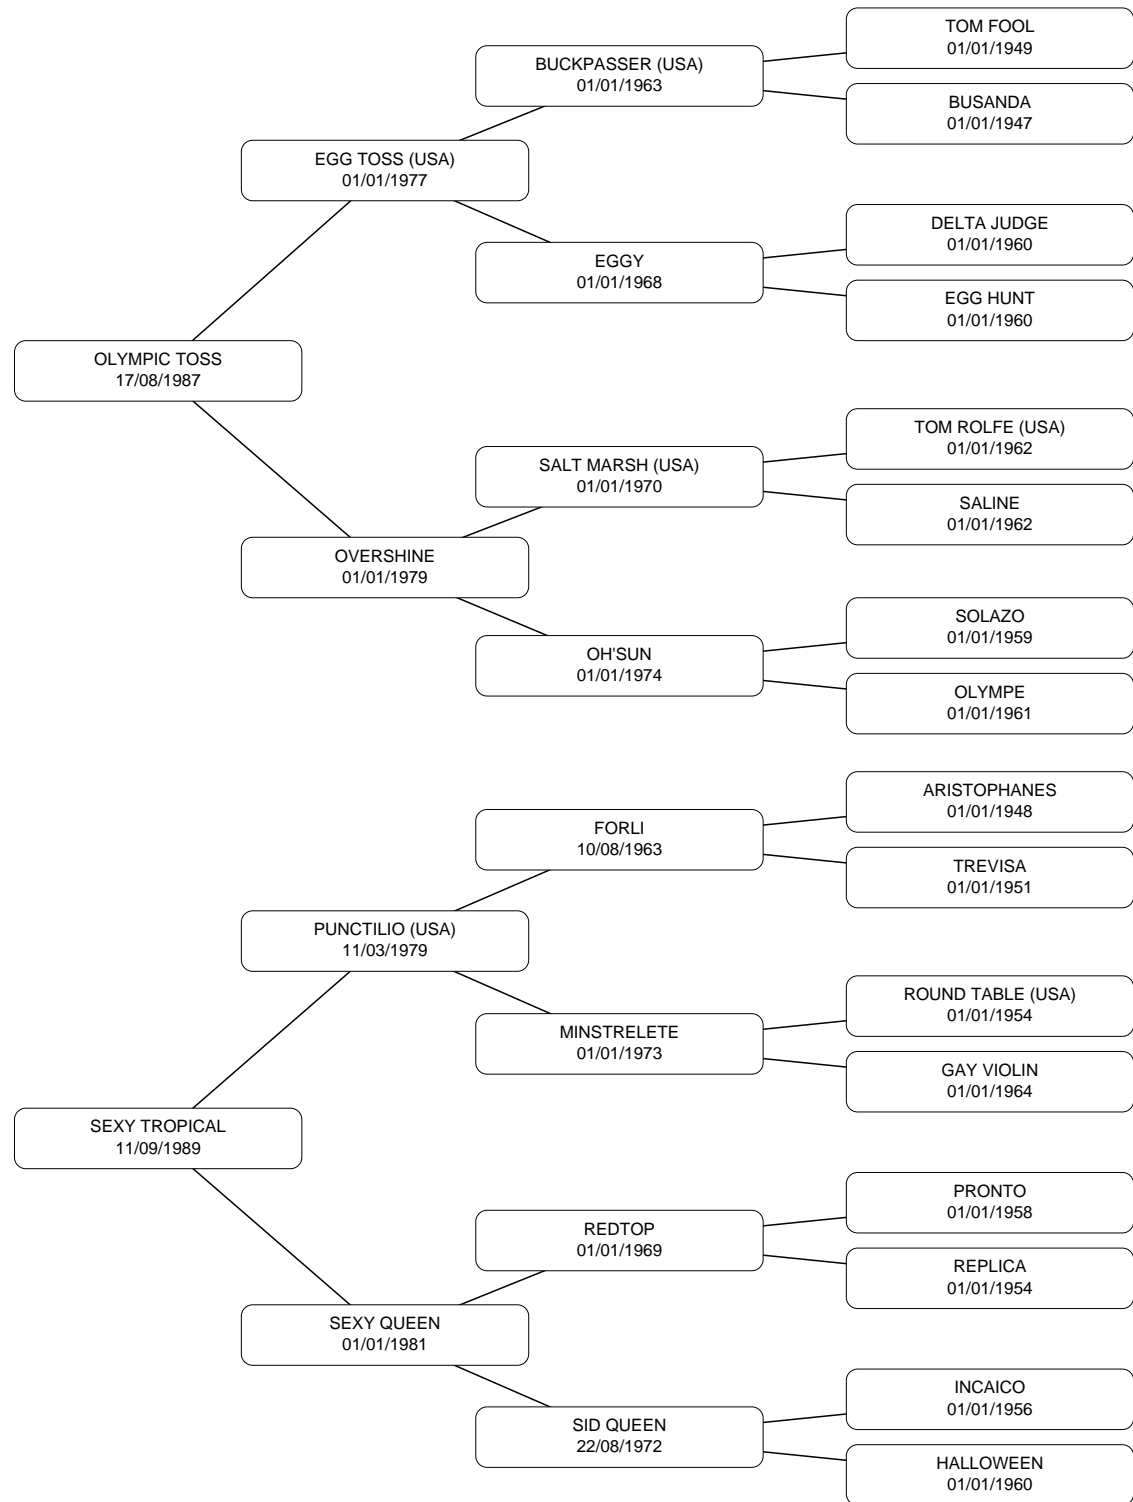 TOM FOOL
01/01/1949
BUCKPASSER (USA)
01/01/1963
BUSANDA
01/01/1947
EGG TOSS (USA)
01/01/1977
DELTA JUDGE
01/01/1960
EGGY
01/01/1968
EGG HUNT
01/01/1960
OLYMPIC TOSS
17/08/1987
TOM ROLFE (USA)
01/01/1962
SALT MARSH (USA)
01/01/1970
SALINE
01/01/1962
OVERSHINE
01/01/1979
SOLAZO
01/01/1959
OH'SUN
01/01/1974
OLYMPE
01/01/1961
ARISTOPHANES
01/01/1948
FORLI
10/08/1963
TREVISA
01/01/1951
PUNCTILIO (USA)
11/03/1979
ROUND TABLE (USA)
01/01/1954
MINSTRELETE
01/01/1973
GAY VIOLIN
01/01/1964
SEXY TROPICAL
11/09/1989
PRONTO
01/01/1958
REDTOP
01/01/1969
REPLICA
01/01/1954
SEXY QUEEN
01/01/1981
INCAICO
01/01/1956
SID QUEEN
22/08/1972
HALLOWEEN
01/01/1960